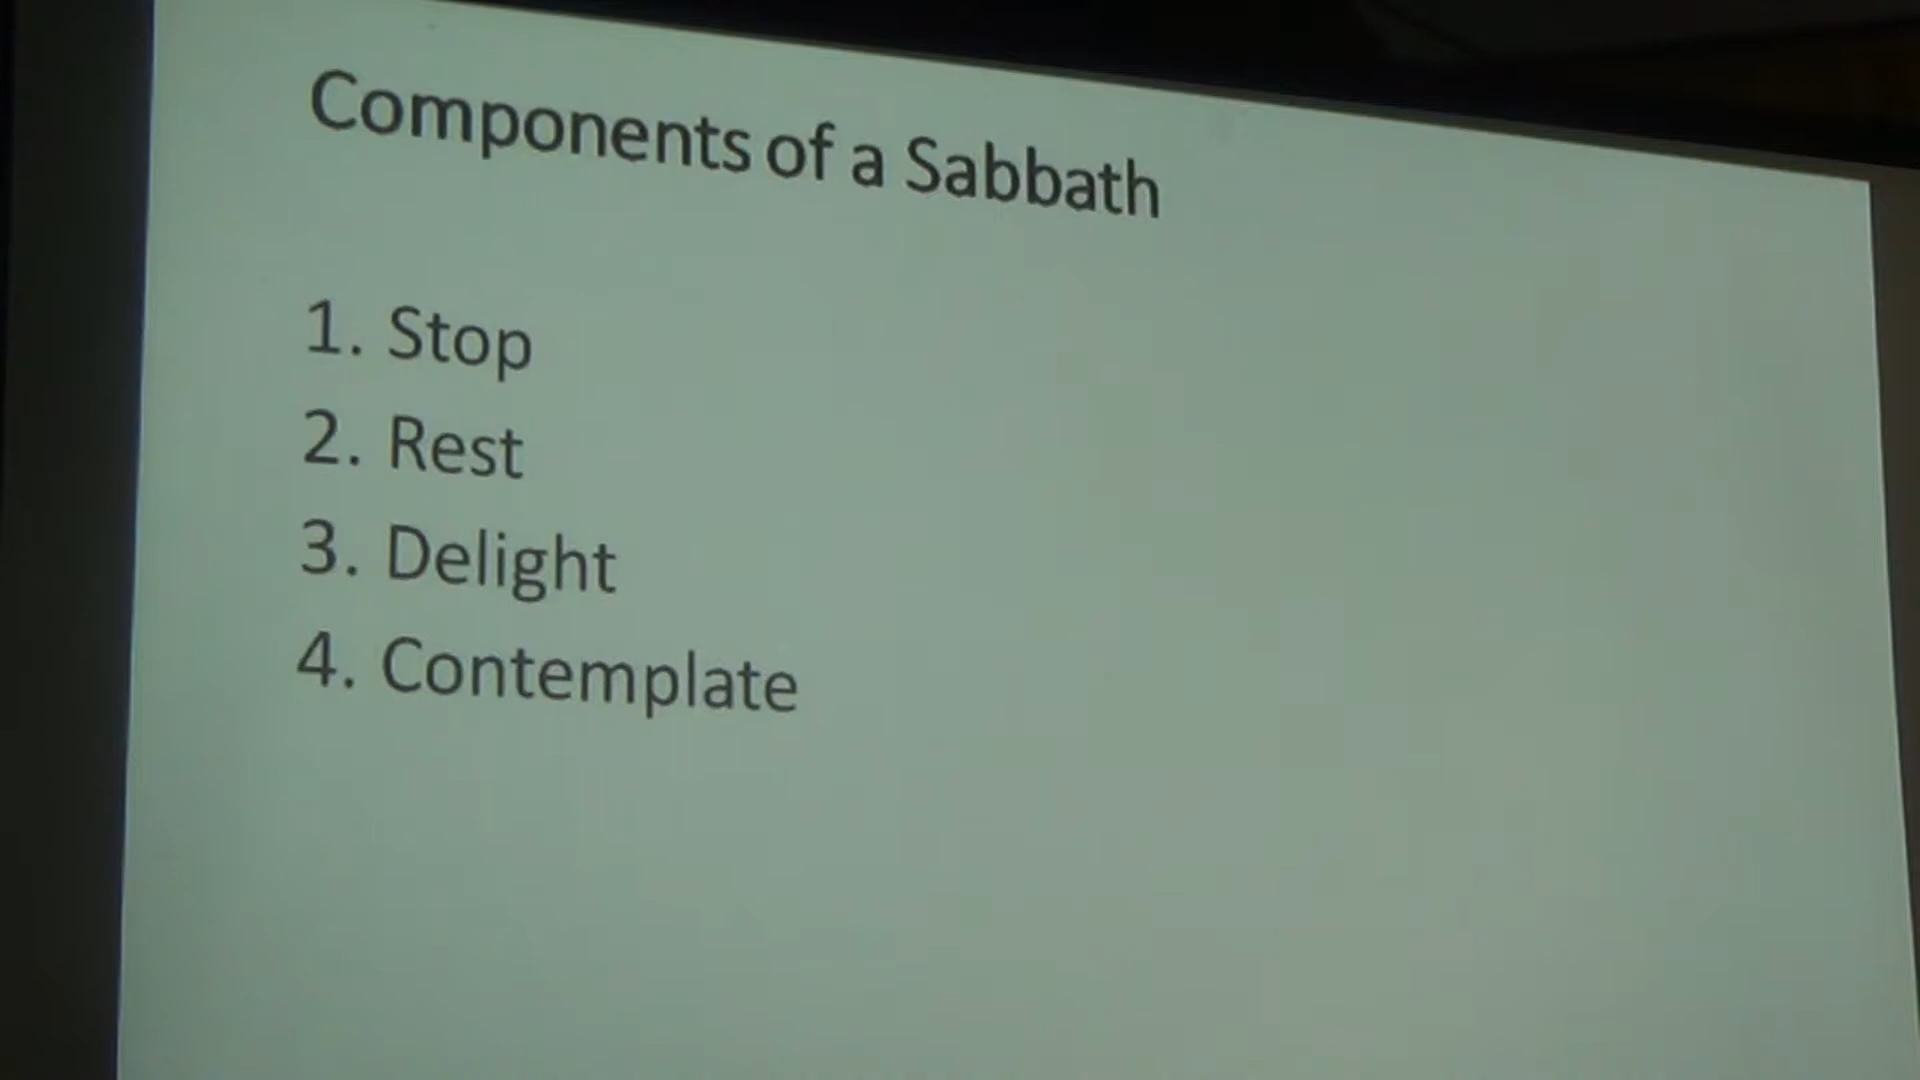 Components of a Sabbath
1. Stop
2. Rest
3. Delight
4. Contemplate